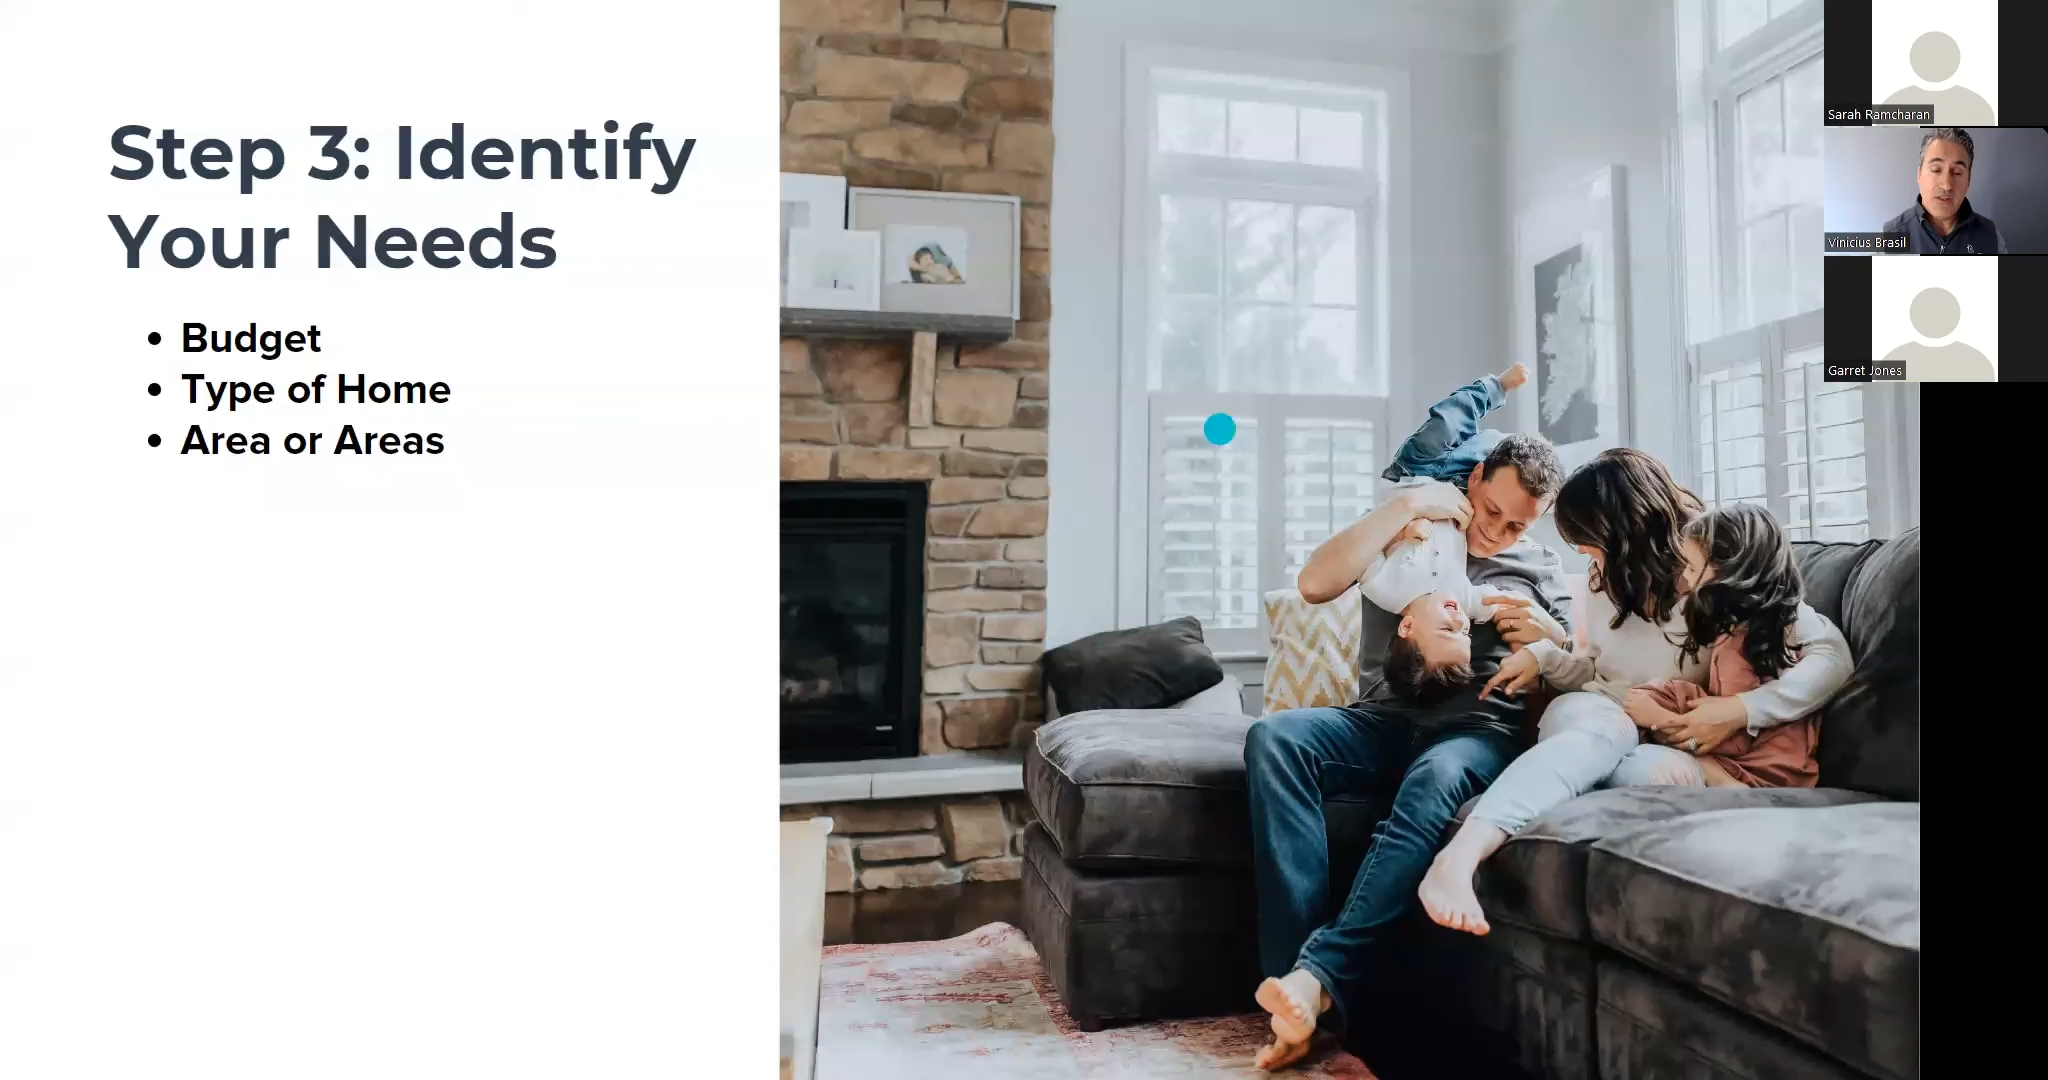 Step 3: Identify
Your Needs
• Budget
• Type of Home
• Area or Areas
Sarah Ramcharan
Vinicius Brasil
Garret Jones